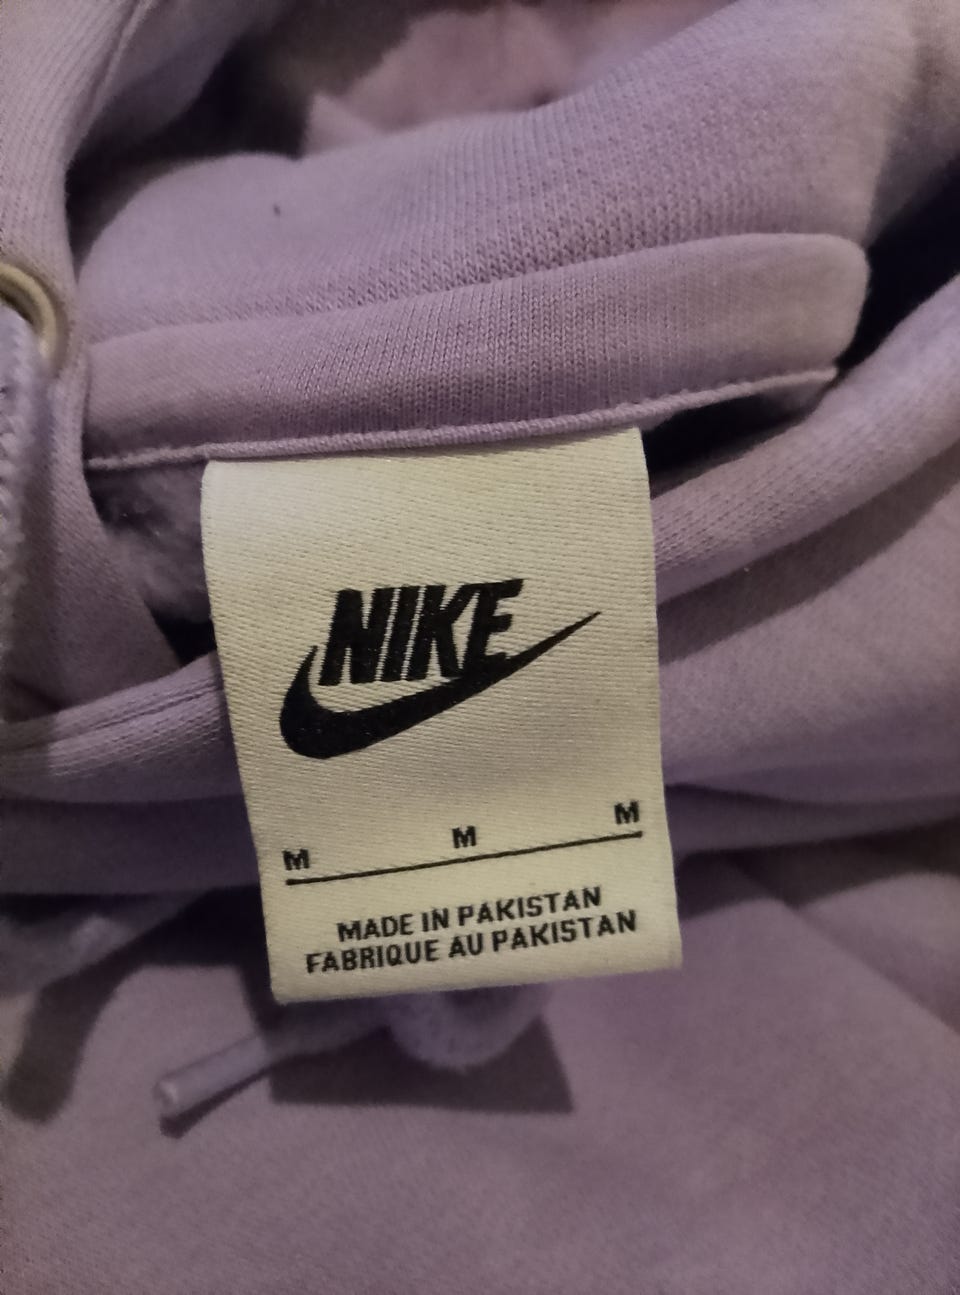 NIKE
M M M
MADE IN PAKISTAN
FABRIQUE AU PAKISTAN